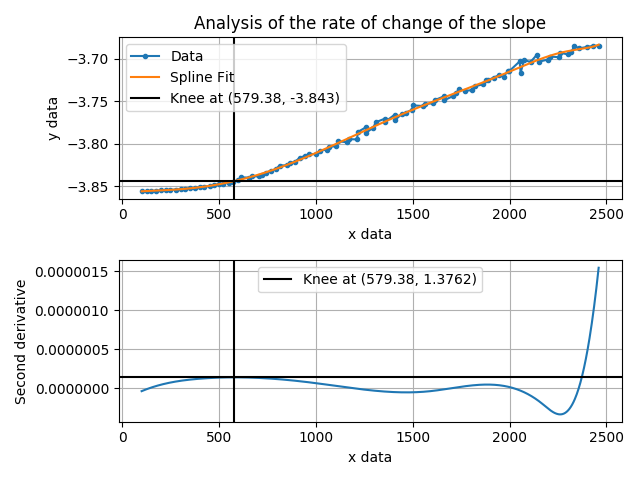 Analysis of the rate of change of the slope
−3.70
−3.75
−3.80
−3.85
y data
Data
Spline Fit
Knee at (579.38, -3.843)
0
500
1000
1500
2000
2500
x data
0.0000015
0.0000010
0.0000005
0.0000000
Second derivative
Knee at (579.38, 1.3762)
0
500
1000
1500
2000
2500
x data